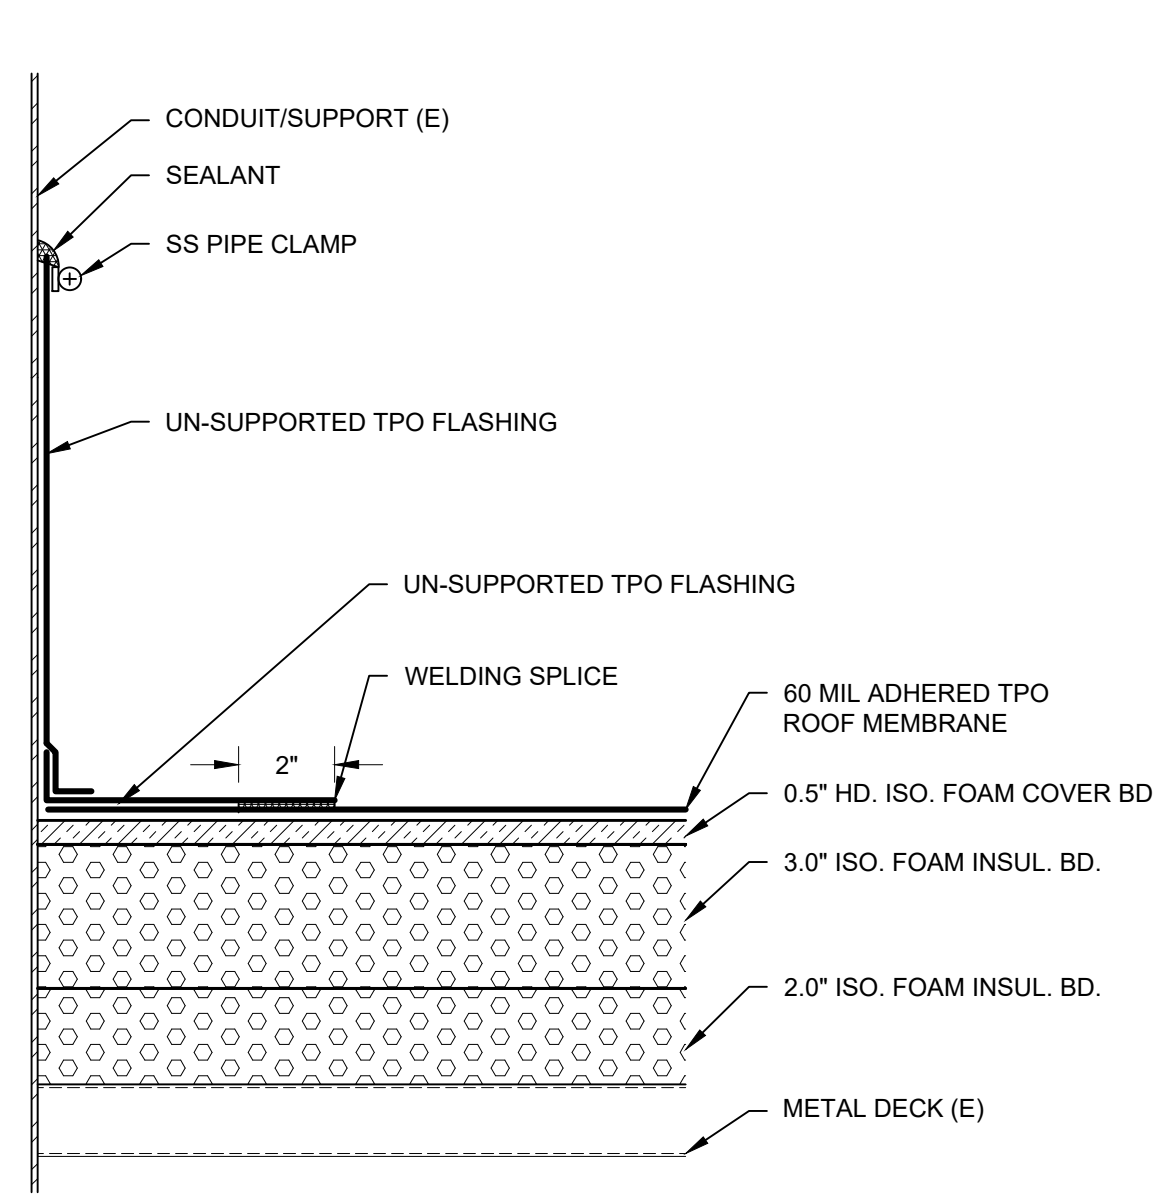 CONDUIT/SUPPORT (E)
SEALANT
SS PIPE CLAMP
UN-SUPPORTED TPO FLASHING
UN-SUPPORTED TPO FLASHING
WELDING SPLICE
60 MIL ADHERED TPO
ROOF MEMBRANE
2"
0.5" HD. ISO. FOAM COVER BD
3.0" ISO. FOAM INSUL. BD.
2.0" ISO. FOAM INSUL. BD.
METAL DECK (E)